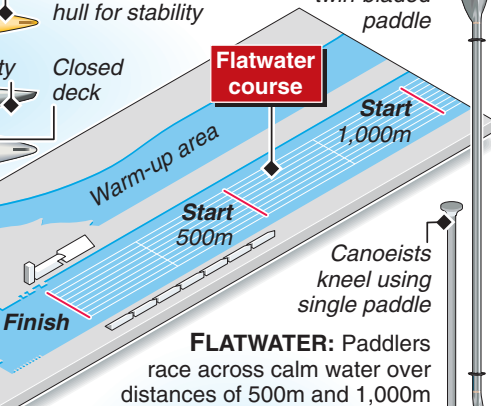 hull for stability
paddle
Closed
deck
Flatwater
course
Start
1,000m
Warm-up area
Start
500m
Canoeists
kneel using
single paddle
Finish
FLATWATER: Paddlers
race across calm water over
distances of 500m and 1,000m